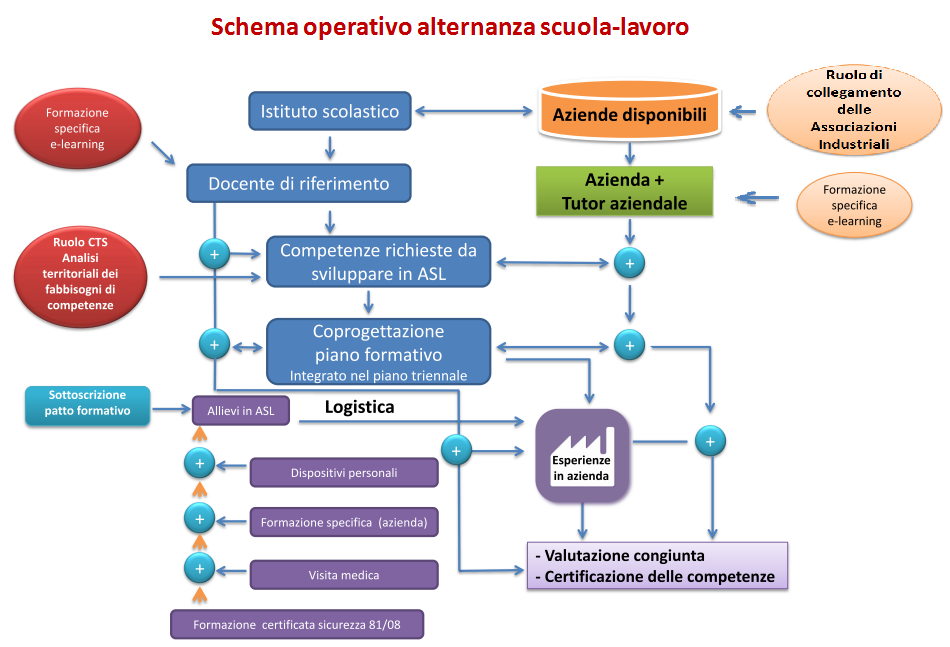 Schema operativo alternanza scuola-lavoro
Formazione
specifica
e-learning
Istituto scolastico
Aziende disponibili
Ruolo di
collegamento
delle
Associazioni
Industriali
Docente di riferimento
Azienda +
Tutor aziendale
Formazione
specifica
e-learning
Ruolo CTS
Analisi
territoriali dei
fabbisogni di
competenze
+
Competenze richieste da
sviluppare in ASL
+
+
Coprogettazione
piano formativo
Integrato nel piano triennale
+
Sottoscrizione
patto formativo
Allievi in ASL
Logistica
+
Esperienze
in azienda
+
+
Dispositivi personali
+
Formazione specifica (azienda)
+
Visita medica
- Valutazione congiunta
- Certificazione delle competenze
Formazione certificata sicurezza 81/08